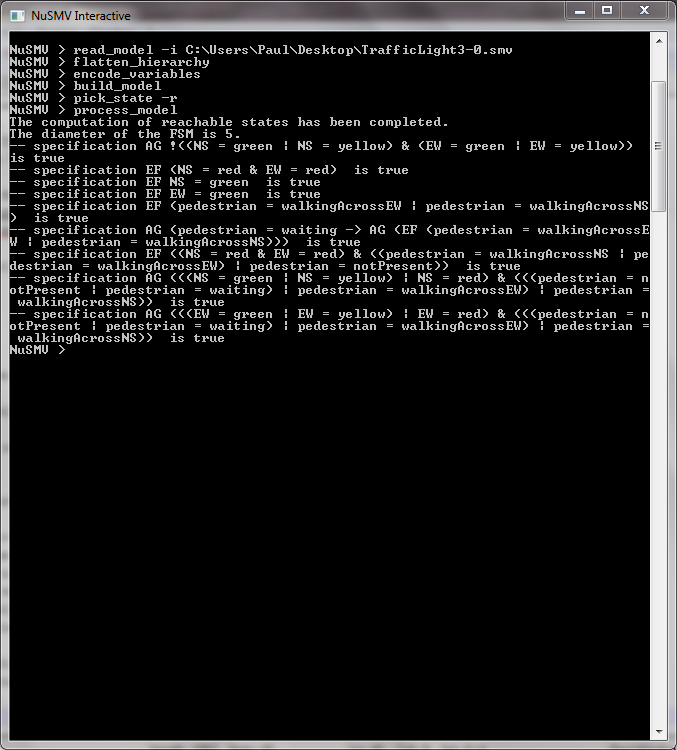 NuSMV Interactive
NuSMV > read_model -i C:\Users\Paul\Desktop\TrafficLight3-0.smv
NuSMV > flatten_hierarchy
NuSMV > encode_variables
NuSMV > build_model
NuSMV > pick_state -r
NuSMV > process_model
The computation of reachable states has been completed.
The diameter of the FSM is 5.
-- specification AG !((NS = green | NS = yellow) & (EW = green | EW = yellow))
is true
-- specification EF (NS = red & EW = red)  is true
-- specification EF NS = green  is true
-- specification EF EW = green  is true
-- specification EF (pedestrian = walkingAcrossEW | pedestrian = walkingAcrossNS
)  is true
-- specification AG (pedestrian = waiting -> AG (EF (pedestrian = walkingAcrossE
W | pedestrian = walkingAcrossNS)))  is true
-- specification EF ((NS = red & EW = red) & ((pedestrian = walkingAcrossNS | pe
destrian = walkingAcrossEW) | pedestrian = notPresent))  is true
-- specification AG (((NS = green | NS = yellow) | NS = red) & (((pedestrian = n
otPresent | pedestrian = waiting) | pedestrian = walkingAcrossEW) | pedestrian =
 walkingAcrossNS))  is true
-- specification AG (((EW = green | EW = yellow) | EW = red) & (((pedestrian = n
otPresent | pedestrian = waiting) | pedestrian = walkingAcrossEW) | pedestrian =
 walkingAcrossNS))  is true
NuSMV >